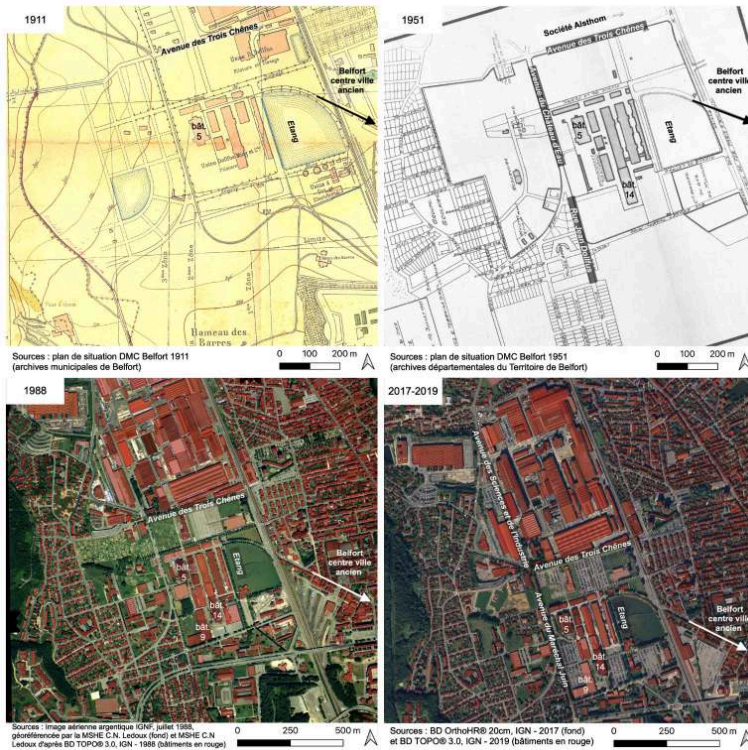 1911
Avenue des Trois Chênes
Belfort
centre ville
ancien
bât.
5
Hameau des
Barres
Sources : plan de situation DMC Belfort 1911
(archives municipales de Belfort)
0 100 200 m
1951
Société Alsthom
Avenue des Trois Chênes
Avenue du Château d'Eau
Belfort
centre ville
ancien
bât.
5
Etang
bât.
14
Rue Jean Dollfus
Sources : plan de situation DMC Belfort 1951
(archives départementales du Territoire de Belfort)
0 100 200 m
1988
Avenue des Trois Chênes
Etang
bât.
5
bât.
14
bât.
9
Belfort
centre ville
ancien
Sources : Image aérienne argentique IGNF, juillet 1988,
géoréférencée par la MSHE C.N. Ledoux (fond) et MSHE C.N
Ledoux d'après BD TOPO® 3.0, IGN - 1988 (bâtiments en rouge)
0 250 500 m
2017-2019
Avenue des Sciences et de l'Industrie
Avenue des Trois Chênes
Avenue du Maréchal Juin
bât.
5
Etang
bât.
14
bât.
9
Belfort
centre ville
ancien
Sources : BD OrthoHR® 20cm, IGN - 2017 (fond)
et BD TOPO® 3.0, IGN - 2019 (bâtiments en rouge)
0 250 500 m